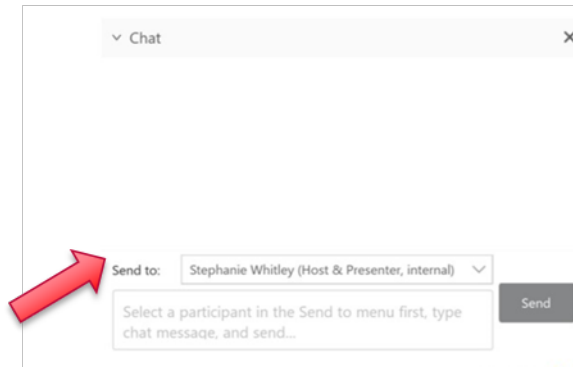 Chat
Send to: Stephanie Whitley (Host & Presenter, internal)
Select a participant in the Send to menu first, type
chat message, and send...
Send